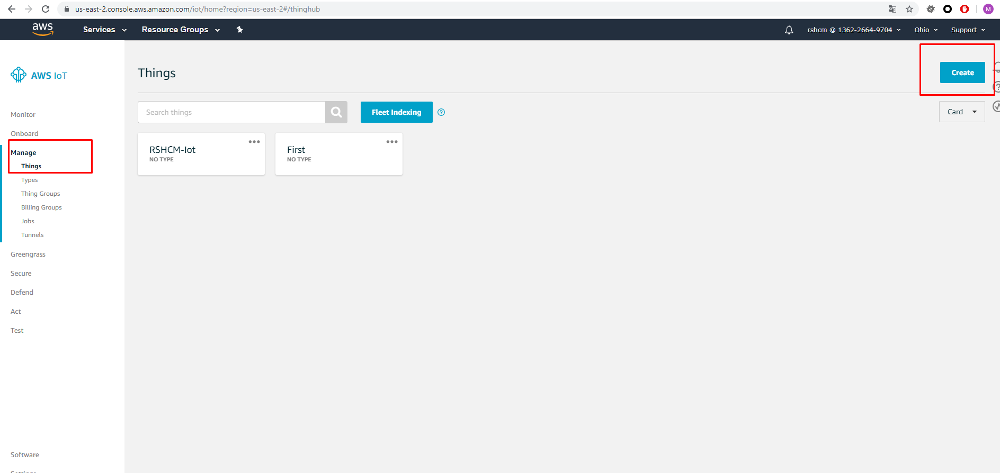 us-east-2.console.aws.amazon.com/iot/home?region=us-east-2#/thinghub
M
aws
Services
Resource Groups
rshcm @ 1362-2664-9704
Ohio
Support
AWS IoT
Things
Create
Search things
Fleet Indexing
Card
Monitor
Onboard
Manage
Things
Types
Thing Groups
Billing Groups
Jobs
Tunnels
Greengrass
Secure
Defend
Act
Test
Software
Settings
RSHCM-Iot
NO TYPE
First
NO TYPE